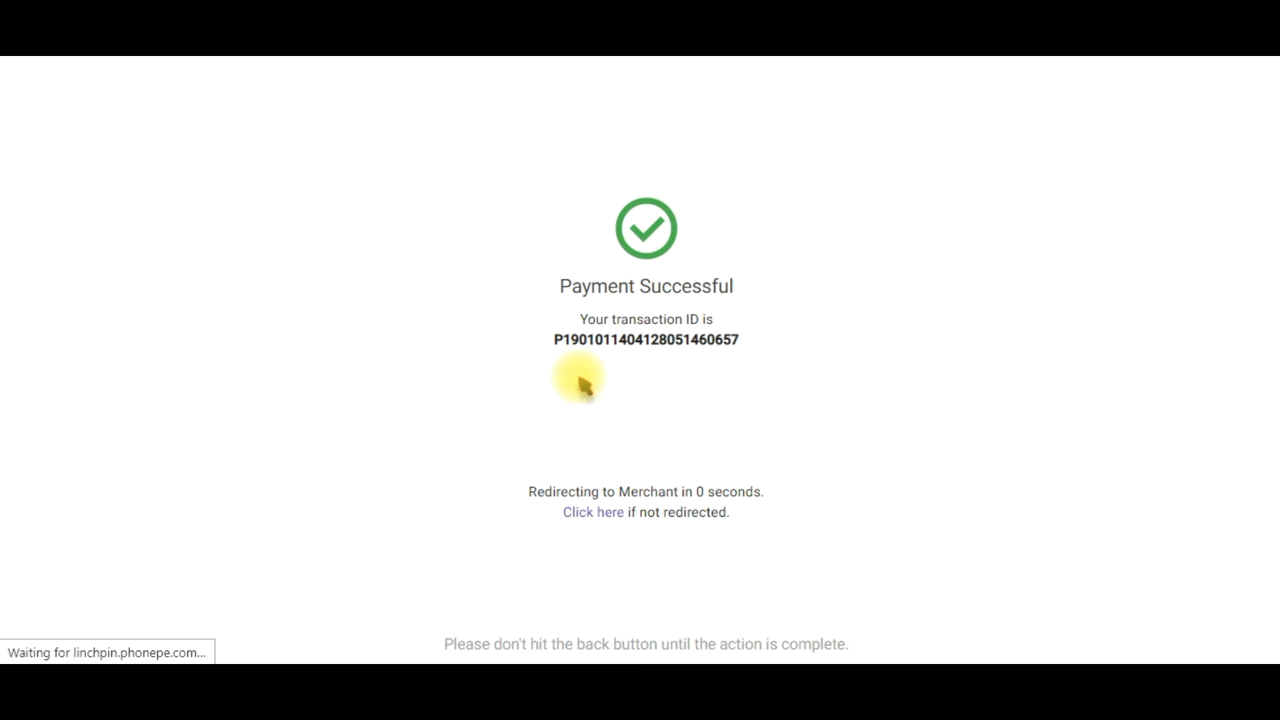 Payment Successful
Your transaction ID is
P1901011404128051460657
Redirecting to Merchant in 0 seconds.
Click here if not redirected.
Please don't hit the back button until the action is complete.
Waiting for linchpin.phonepe.com...